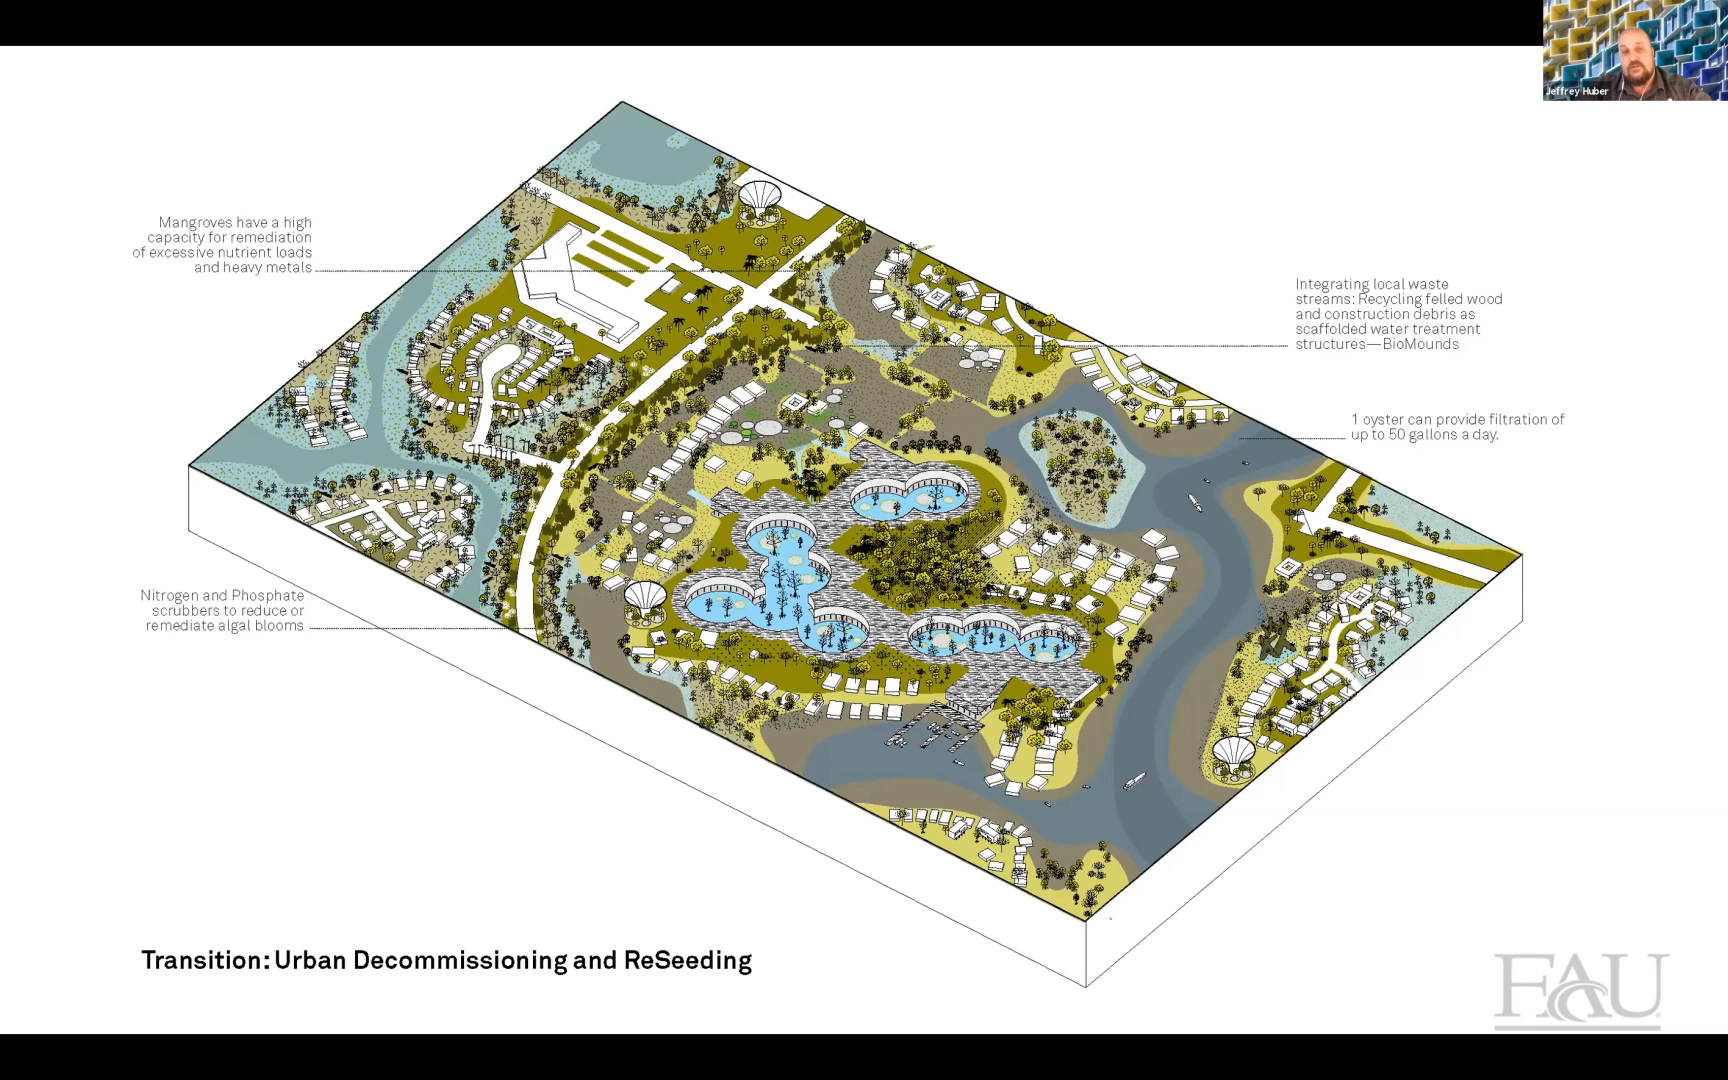 Jeffrey Huber
Mangroves have a high
capacity for remediation
of excessive nutrient loads
and heavy metals
Integrating local waste
streams: Recycling felled wood
and construction debris as
scaffolded water treatment
structures—BioMounds
1 oyster can provide filtration of
up to 50 gallons a day.
Nitrogen and Phosphate
scrubbers to reduce or
remediate algal blooms
Transition: Urban Decommissioning and ReSeeding
FAU